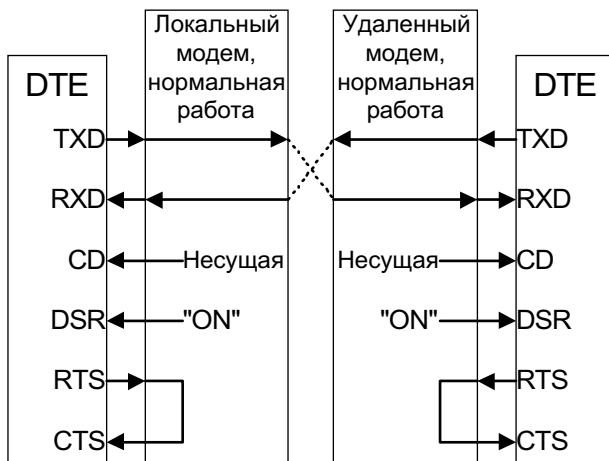 Локальный
модем,
нормальная
работа
Удаленный
модем,
нормальная
работа
DTE
DTE
TXD
TXD
RXD
RXD
CD
Несущая
Несущая
CD
DSR
"ON"
"ON"
DSR
RTS
RTS
CTS
CTS